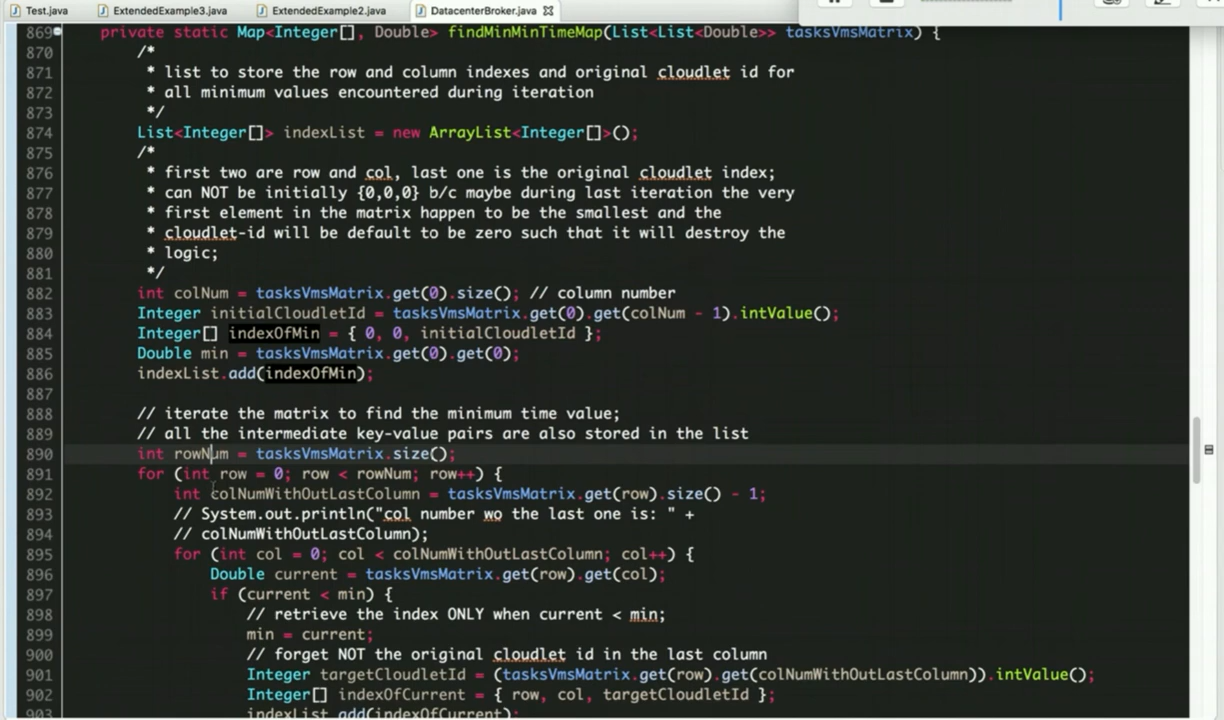 Test.java ExtendedExample3.java ExtendedExample2.java DatacenterBroker.java
869 private static Map<Integer[], Double> findMinMinTimeMap(List<List<Double>> tasksVmsMatrix) {
870 /*
871 * list to store the row and column indexes and original cloudlet id for
872 * all minimum values encountered during iteration
873 */
874 List<Integer[]> indexList = new ArrayList<Integer[]>();
875 /*
876 * first two are row and col, last one is the original cloudlet index;
877 * can NOT be initially {0,0,0} b/c maybe during last iteration the very
878 * first element in the matrix happen to be the smallest and the
879 * cloudlet-id will be default to be zero such that it will destroy the
880 * logic;
881 */
882 int colNum = tasksVmsMatrix.get(0).size(); // column number
883 Integer initialCloudletId = tasksVmsMatrix.get(0).get(colNum - 1).intValue();
884 Integer[] indexOfMin = { 0, 0, initialCloudletId };
885 Double min = tasksVmsMatrix.get(0).get(0);
886 indexList.add(indexOfMin);
887
888 // iterate the matrix to find the minimum time value;
889 // all the intermediate key-value pairs are also stored in the list
890 int rowNum = tasksVmsMatrix.size();
891 for (int row = 0; row < rowNum; row++) {
892 int colNumWithOutLastColumn = tasksVmsMatrix.get(row).size() - 1;
893 // System.out.println("col number wo the last one is: " +
894 // colNumWithOutLastColumn);
895 for (int col = 0; col < colNumWithOutLastColumn; col++) {
896 Double current = tasksVmsMatrix.get(row).get(col);
897 if (current < min) {
898 // retrieve the index ONLY when current < min;
899 min = current;
900 // forget NOT the original cloudlet id in the last column
901 Integer targetCloudletId = (tasksVmsMatrix.get(row).get(colNumWithOutLastColumn)).intValue();
902 Integer[] indexOfCurrent = { row, col, targetCloudletId };
903 indexList.add(indexOfCurrent);